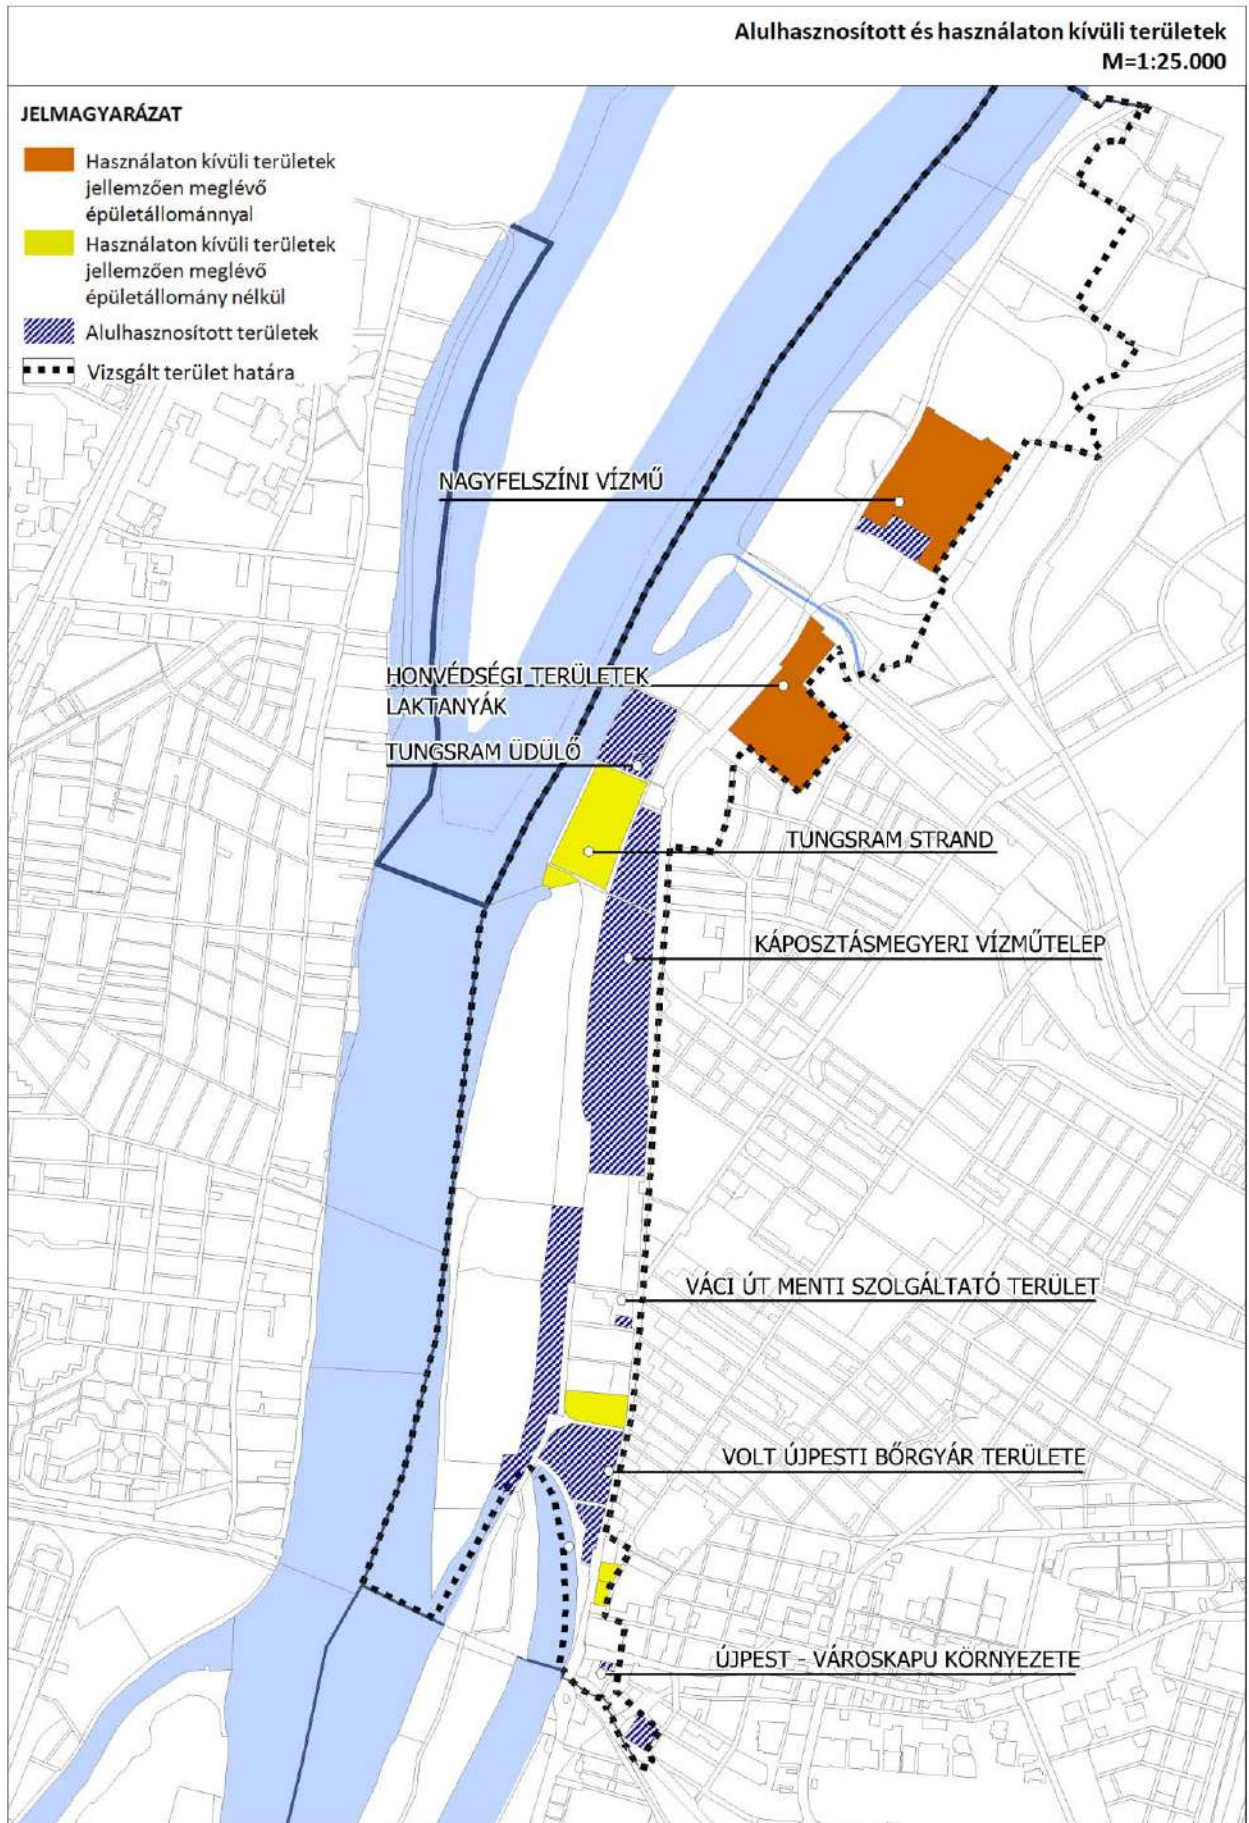 Alulhasznosított és használaton kívüli területek
M=1:25.000
JELMAGYARÁZAT
Használaton kívüli területek
jellemzően meglévő
épületállománnyal
Használaton kívüli területek
jellemzően meglévő
épületállomány nélkül
Alulhasznosított területek
Vizsgált terület határa
NAGYFELSZÍNI VÍZMŰ
HONVÉDSÉGI TERÜLETEK
LAKTANYÁK
TUNGSRAM ÜDÜLŐ
TUNGSRAM STRAND
KÁPOSZTÁSMEGYERI VÍZMŰTELEP
VÁCI ÚT MENTI SZOLGÁLTATÓ TERÜLET
VOLT ÚJPESTI BŐRGYÁR TERÜLETE
ÚJPEST - VÁROSKAPU KÖRNYEZETE